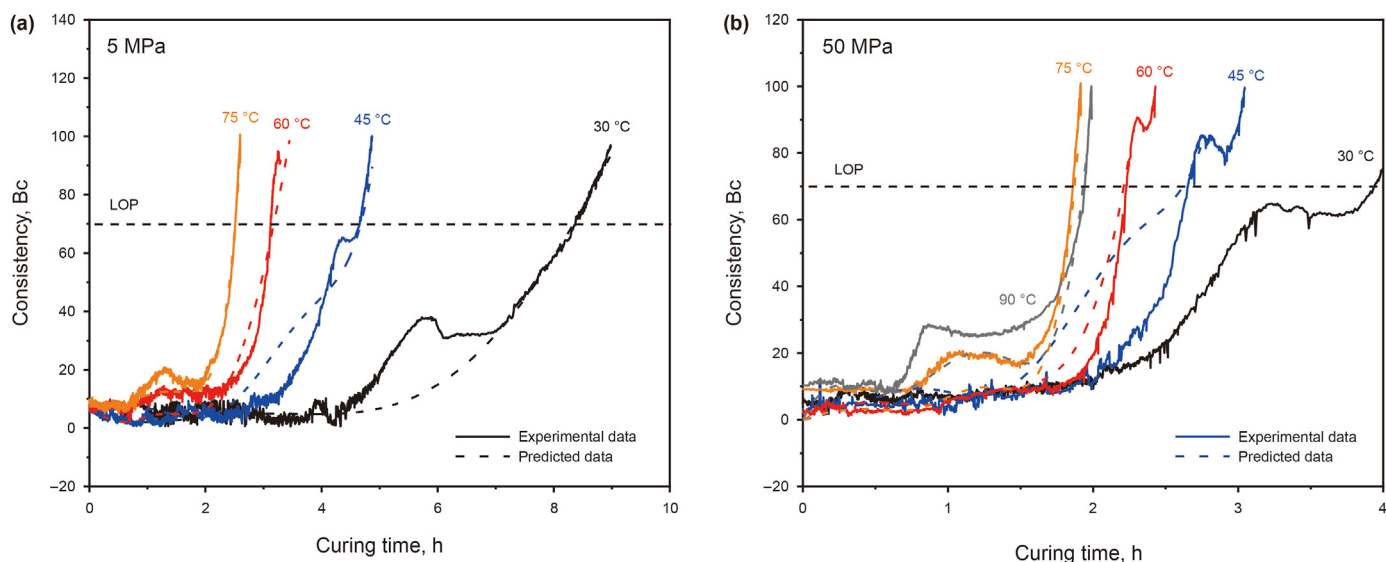 (a)
5 MPa
75 °C
60 °C
45 °C
30 °C
LOP
Experimental data
Predicted data
140
120
100
80
60
40
20
0
–20
0
2
4
6
8
10
Consistency, Bc
Curing time, h
(b)
50 MPa
75 °C
60 °C
45 °C
30 °C
90 °C
LOP
Experimental data
Predicted data
120
100
80
60
40
20
0
–20
0
1
2
3
4
Consistency, Bc
Curing time, h